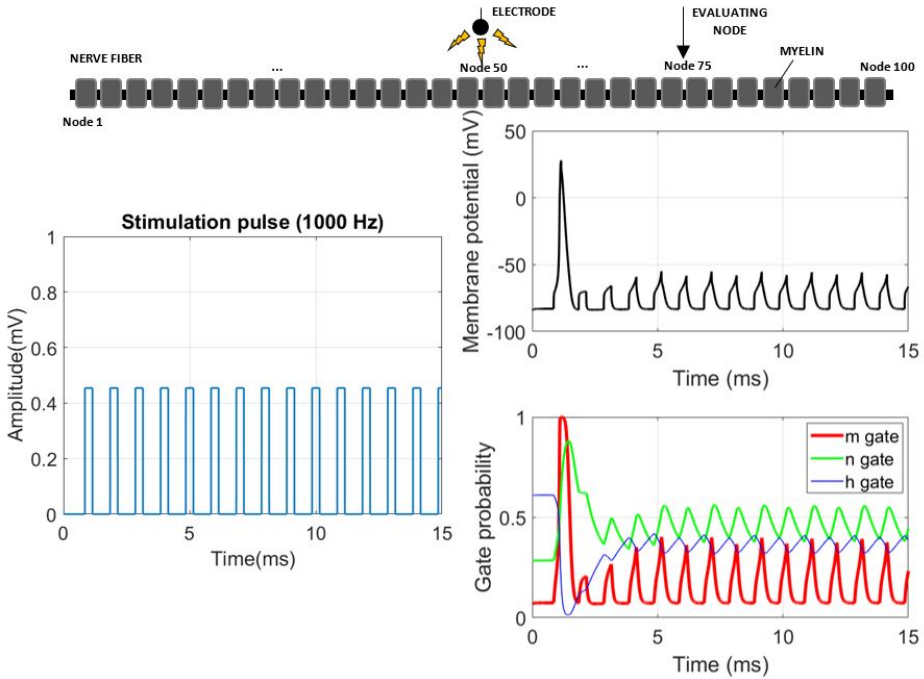 ELECTRODE
EVALUATING
NODE
NERVE FIBER
...
Node 50
...
Node 75
MYELIN
Node 100
Node 1
Stimulation pulse (1000 Hz)
Amplitude(mV)
1
0.8
0.6
0.4
0.2
0
0
5
10
15
Time(ms)
Membrane potential (mV)
50
0
-50
-100
0
5
10
15
Time (ms)
Gate probability
1
0.5
0
m gate
n gate
h gate
0
5
10
15
Time (ms)